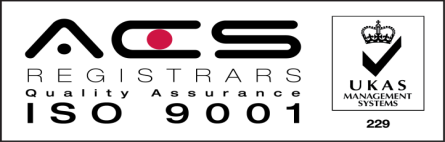 ACS
REGISTRARS
Quality Assurance
ISO 9001
UKAS
MANAGEMENT
SYSTEMS
229